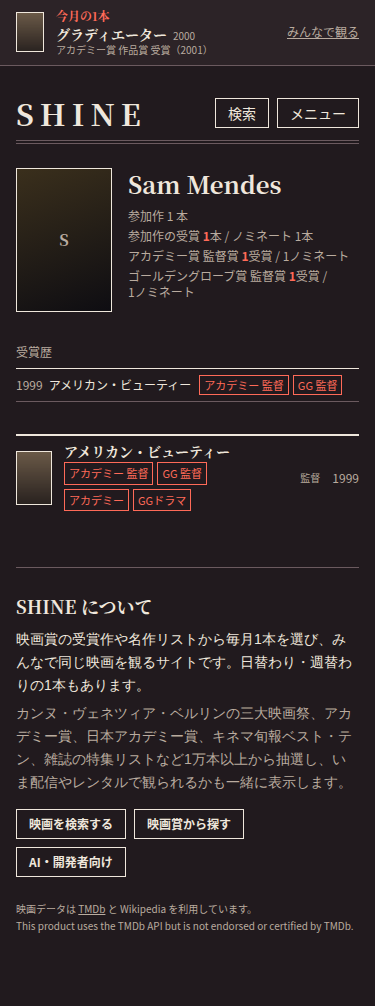 今月の1本
グラディエーター 2000
アカデミー賞 作品賞 受賞（2001）
みんなで観る
SHINE
検索
メニュー
S
Sam Mendes
参加作 1 本
参加作の受賞 1本 / ノミネート 1本
アカデミー賞 監督賞 1受賞 / 1ノミネート
ゴールデングローブ賞 監督賞 1受賞 /
1ノミネート
受賞歴
1999 アメリカン・ビューティー アカデミー 監督 GG 監督
アメリカン・ビューティー
アカデミー 監督 GG 監督
アカデミー GGドラマ
監督 1999
SHINE について
映画賞の受賞作や名作リストから毎月1本を選び、み
んなで同じ映画を観るサイトです。日替わり・週替わ
りの1本もあります。
カンヌ・ヴェネツィア・ベルリンの三大映画祭、アカ
デミー賞、日本アカデミー賞、キネマ旬報ベスト・テ
ン、雑誌の特集リストなど1万本以上から抽選し、い
ま配信やレンタルで観られるかも一緒に表示します。
映画を検索する
映画賞から探す
AI・開発者向け
映画データは TMDb と Wikipedia を利用しています。
This product uses the TMDb API but is not endorsed or certified by TMDb.